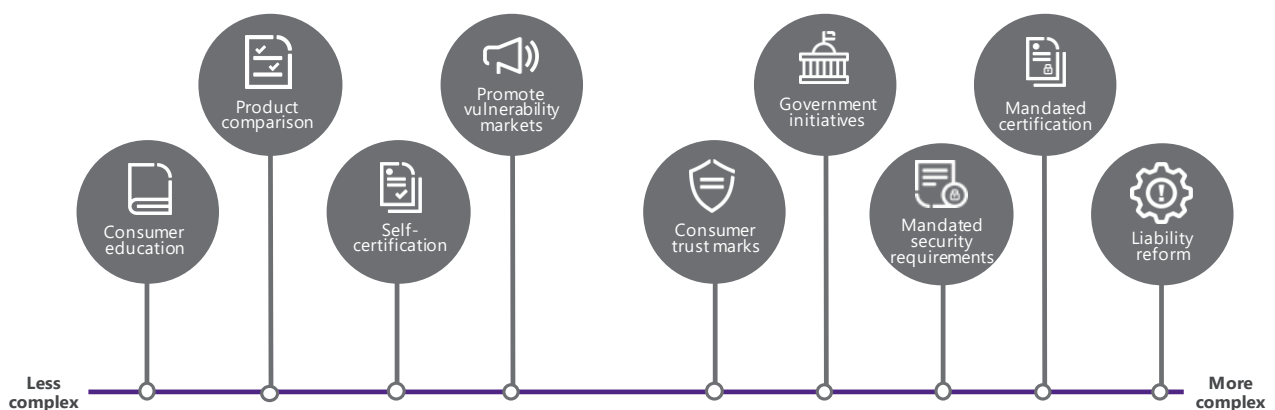 Consumer
education
Product
comparison
Self-
certification
Promote
vulnerability
markets
Consumer
trust marks
Government
initiatives
Mandated
security
requirements
Mandated
certification
Liability
reform
Less
complex
More
complex